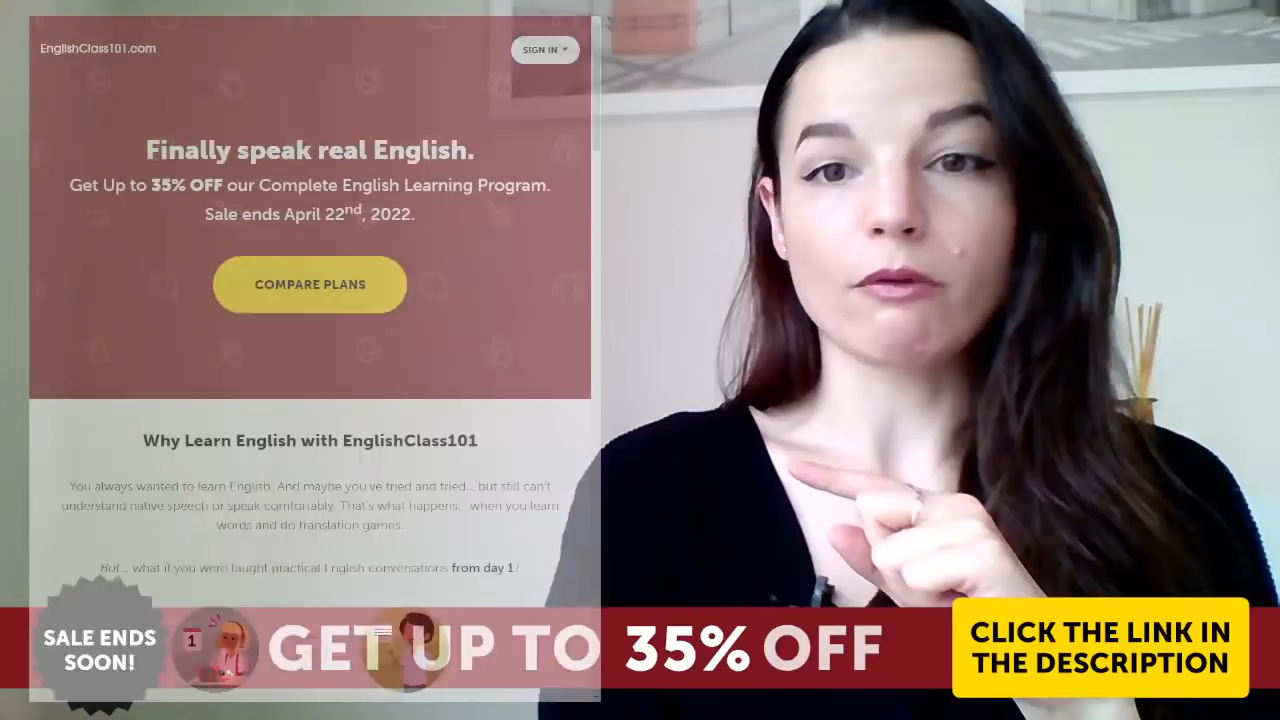 EnglishClass101.com
SIGN IN
Finally speak real English.
Get Up to 35% OFF our Complete English Learning Program.
Sale ends April 22nd, 2022.
COMPARE PLANS
Why Learn English with EnglishClass101
You always wanted to learn English. And maybe you've tried and tried... but still can't
understand native speech or speak comfortably. That's what happens... when you learn
words and do translation games.
But... what if you were taught practical English conversations from day 1?
SALE ENDS
SOON!
1
GET UP TO 35% OFF
CLICK THE LINK IN
THE DESCRIPTION